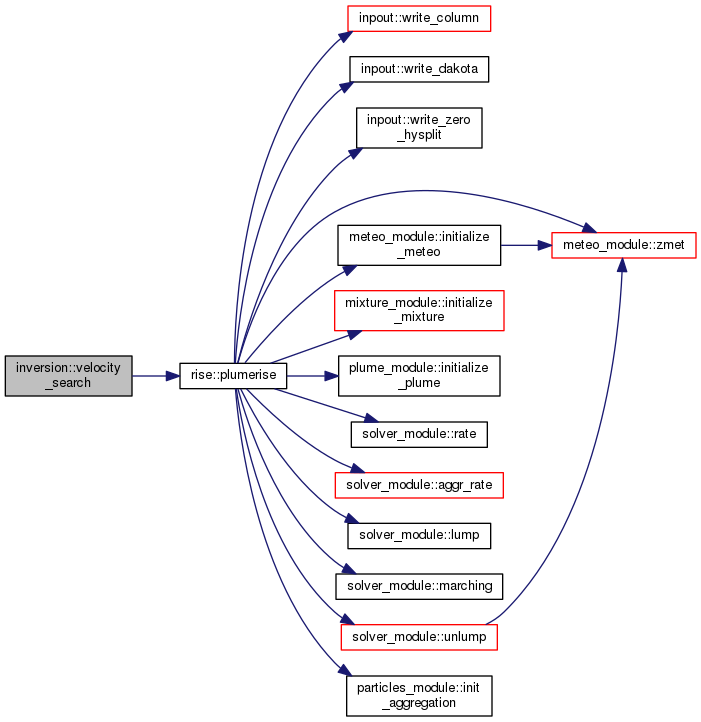 inpout::write_column
inpout::write_dakota
inpout::write_zero
_hysplit
meteo_module::initialize
_meteo
meteo_module::zmet
mixture_module::initialize
_mixture
inversion::velocity
_search
rise::plumerise
plume_module::initialize
_plume
solver_module::rate
solver_module::aggr_rate
solver_module::lump
solver_module::marching
solver_module::unlump
particles_module::init
_aggregation